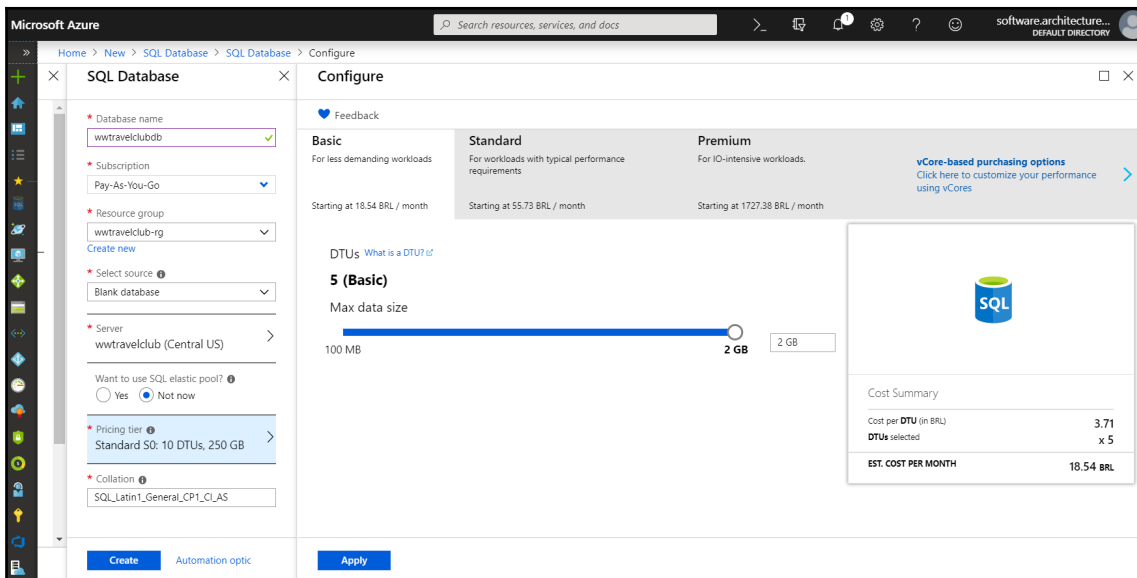 Microsoft Azure
Search resources, services, and docs
1
software.architecture...
DEFAULT DIRECTORY
Home > New > SQL Database > SQL Database > Configure
SQL Database
* Database name
wwtravelclubdb
* Subscription
Pay-As-You-Go
* Resource group
wwtravelclub-rg
Create new
* Select source
Blank database
* Server
wwtravelclub (Central US)
Want to use SQL elastic pool?
Yes Not now
* Pricing tier
Standard S0: 10 DTUs, 250 GB
* Collation
SQL_Latin1_General_CP1_CI_AS
Create Automation optic
Configure
Feedback
Basic
For less demanding workloads
Starting at 18.54 BRL / month
Standard
For workloads with typical performance
requirements
Starting at 55.73 BRL / month
Premium
For IO-intensive workloads.
Starting at 1727.38 BRL / month
vCore-based purchasing options
Click here to customize your performance
using vCores
DTUs What is a DTU?
5 (Basic)
Max data size
100 MB 2 GB 2 GB
SQL
Cost Summary
Cost per DTU (in BRL) 3.71
DTUs selected x 5
EST. COST PER MONTH 18.54 BRL
Apply